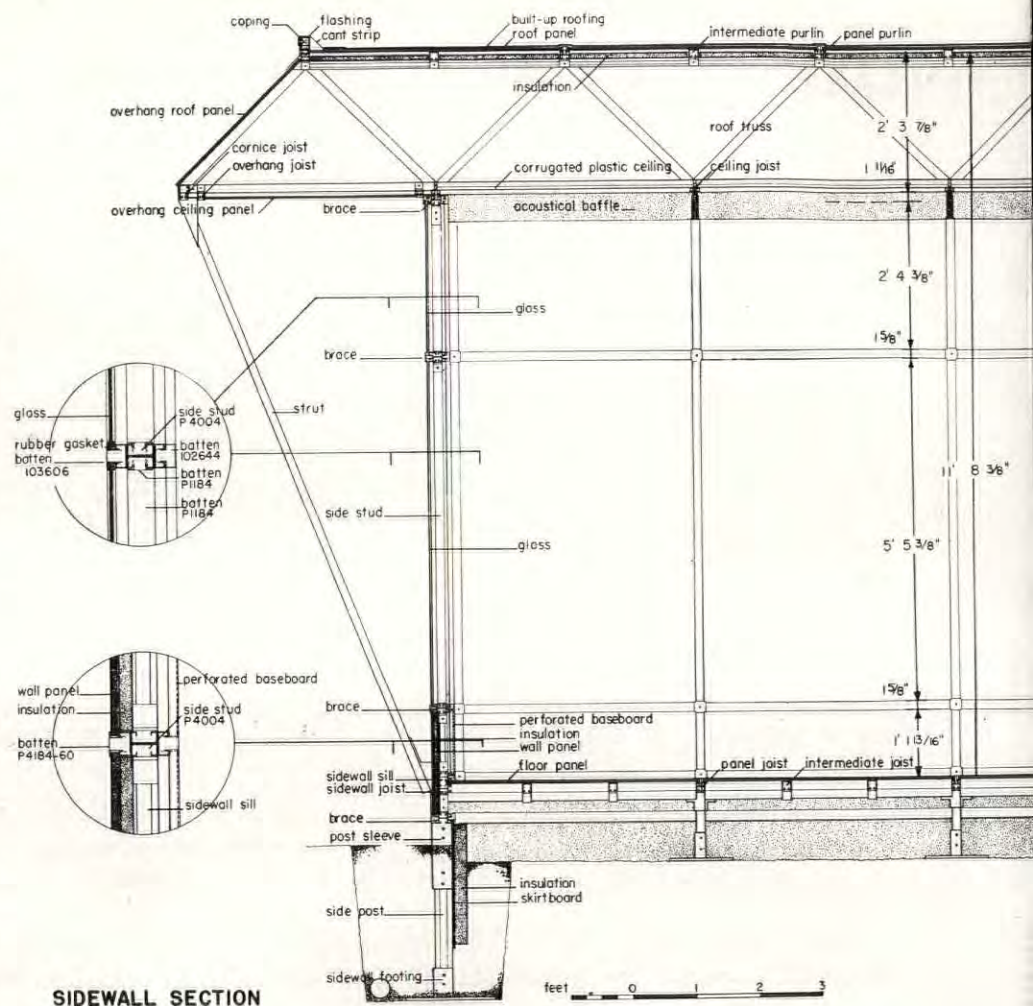 coping
flashing
cant strip
built-up roofing
roof panel
intermediate purlin
panel purlin
insulation
overhang roof panel
roof truss
2' 3 7/8"
cornice joist
overhang joist
corrugated plastic ceiling
ceiling joist
1 11/16"
overhang ceiling panel
brace
acoustical baffle
2' 4 3/8"
glass
brace
1 5/8"
strut
glass
side stud
P4004
rubber gasket
batten
103606
batten
102644
batten
P1184
batten
P1184
11' 8 3/8"
side stud
glass
5' 5 3/8"
wall panel
perforated baseboard
insulation
side stud
P4004
batten
P4184-60
sidewall sill
brace
1 5/8"
perforated baseboard
insulation
wall panel
1' 1 13/16"
floor panel
panel joist
intermediate joist
sidewall sill
sidewall joist
brace
post sleeve
insulation
skirtboard
side post
sidewall footing
SIDEWALL SECTION
feet 0 1 2 3